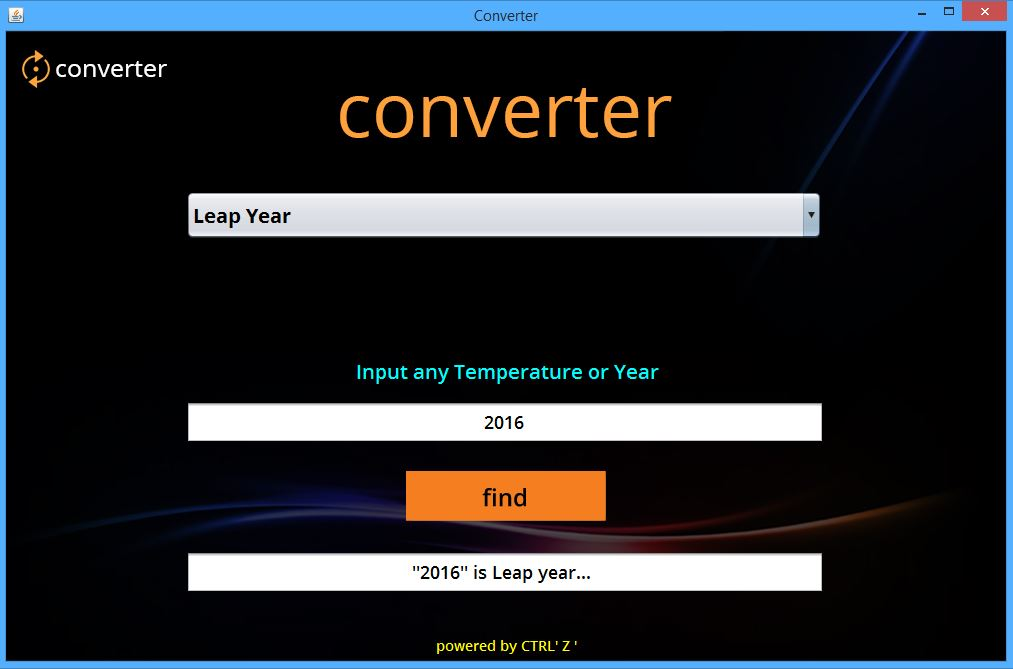 Converter
converter
converter
Leap Year
Input any Temperature or Year
2016
find
"2016" is Leap year...
powered by CTRL' Z '